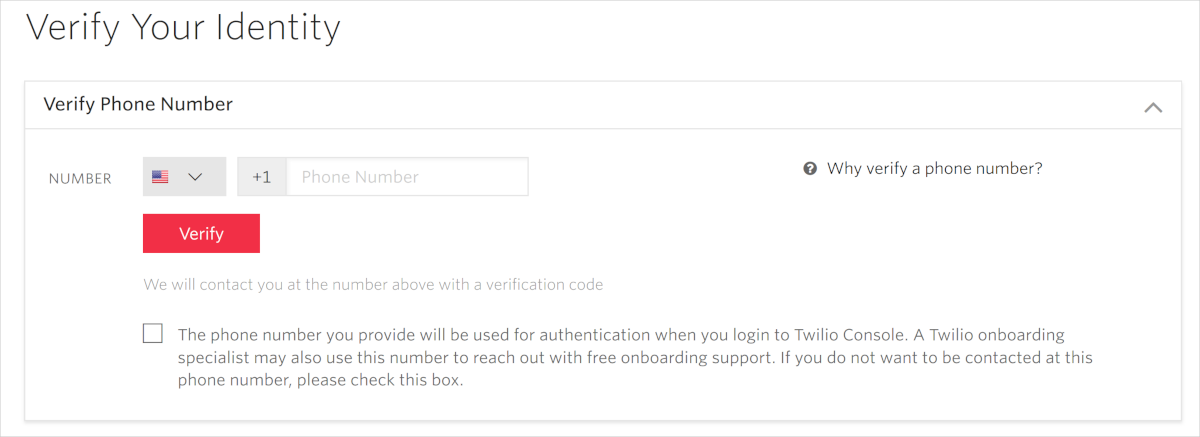 Verify Your Identity
Verify Phone Number
NUMBER
+1
Phone Number
Why verify a phone number?
Verify
We will contact you at the number above with a verification code
The phone number you provide will be used for authentication when you login to Twilio Console. A Twilio onboarding
specialist may also use this number to reach out with free onboarding support. If you do not want to be contacted at this
phone number, please check this box.